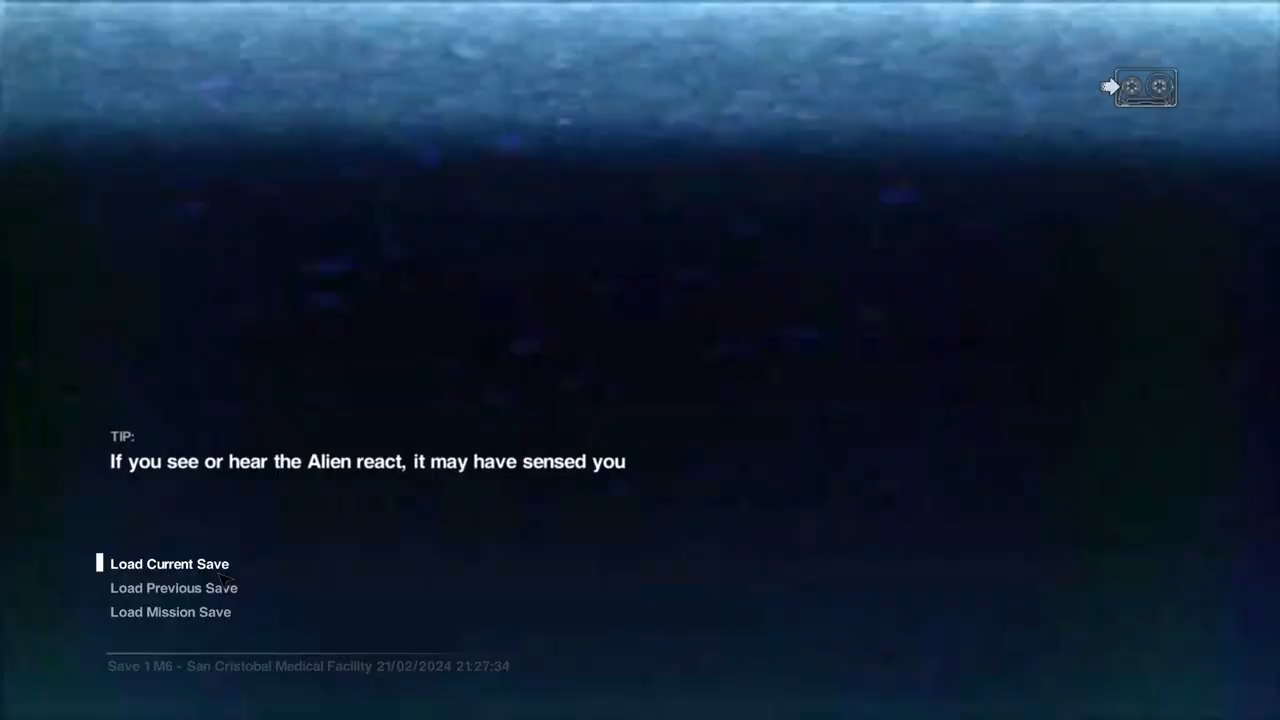 TIP:
If you see or hear the Alien react, it may have sensed you
Load Current Save
Load Previous Save
Load Mission Save
Save 1 M6 - San Cristobal Medical Facility 21/02/2024 21:27:34